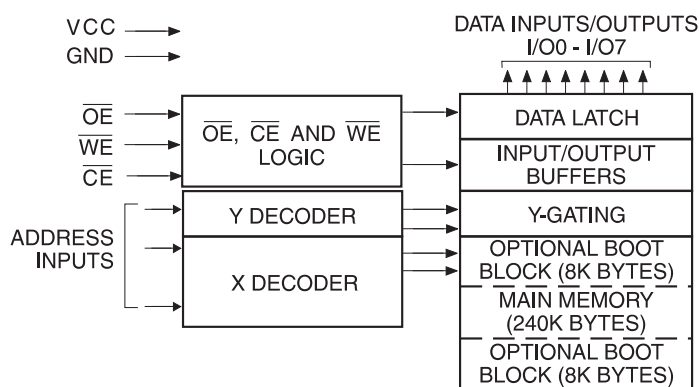 VCC
GND
DATA INPUTS/OUTPUTS
I/O0 - I/O7
OE
WE
CE
OE, CE AND WE
LOGIC
DATA LATCH
INPUT/OUTPUT
BUFFERS
ADDRESS
INPUTS
Y DECODER
X DECODER
Y-GATING
OPTIONAL BOOT
BLOCK (8K BYTES)
MAIN MEMORY
(240K BYTES)
OPTIONAL BOOT
BLOCK (8K BYTES)